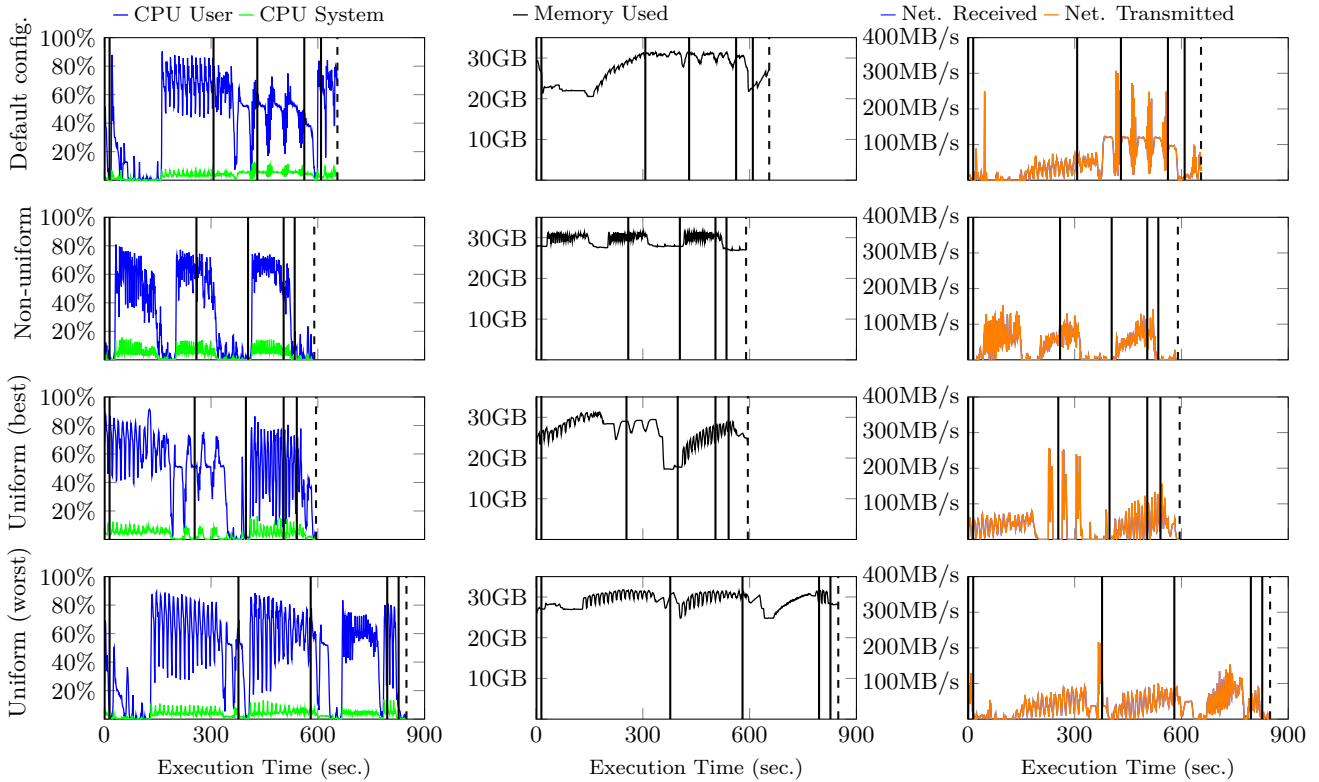 CPU User CPU System
Memory Used
Net. Received Net. Transmitted
Default config.
100%
80%
60%
40%
20%
30GB
20GB
10GB
400MB/s
300MB/s
200MB/s
100MB/s
Non-uniform
100%
80%
60%
40%
20%
30GB
20GB
10GB
400MB/s
300MB/s
200MB/s
100MB/s
Uniform (best)
100%
80%
60%
40%
20%
30GB
20GB
10GB
400MB/s
300MB/s
200MB/s
100MB/s
Uniform (worst)
100%
80%
60%
40%
20%
30GB
20GB
10GB
400MB/s
300MB/s
200MB/s
100MB/s
0 300 600 900
0 300 600 900
0 300 600 900
Execution Time (sec.)
Execution Time (sec.)
Execution Time (sec.)